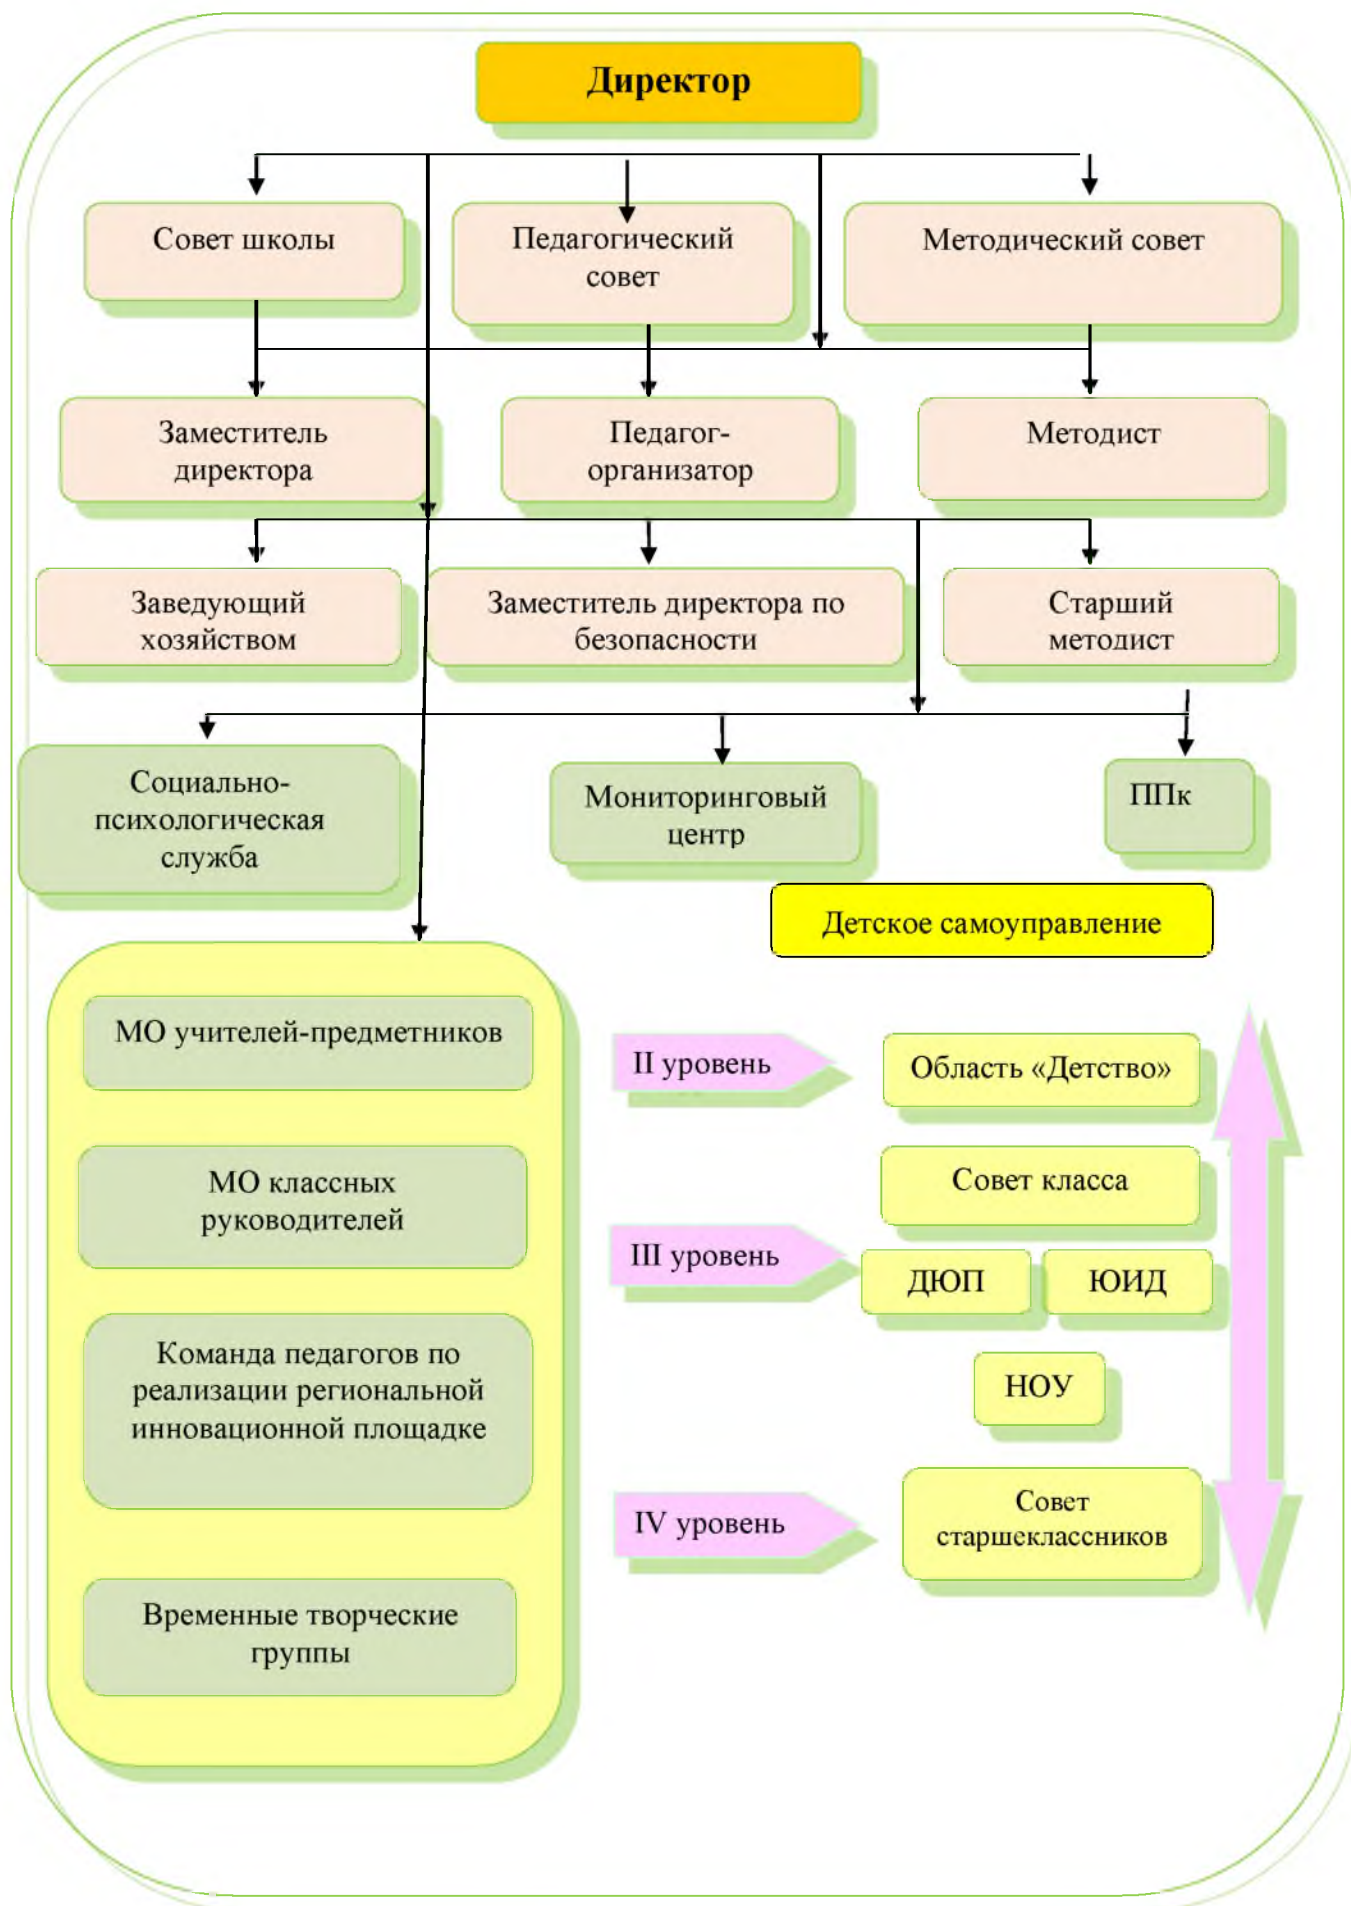 Директор
Совет школы
Педагогический
совет
Методический совет
Заместитель
директора
Педагог-
организатор
Методист
Заведующий
хозяйством
Заместитель директора по
безопасности
Старший
методист
Социально-
психологическая
служба
Мониторинговый
центр
ППк
Детское самоуправление
МО учителей-предметников
МО классных
руководителей
Команда педагогов по
реализации региональной
инновационной площадке
Временные творческие
группы
II уровень
Область «Детство»
Совет класса
III уровень
ДЮП
ЮИД
НОУ
IV уровень
Совет
старшеклассников